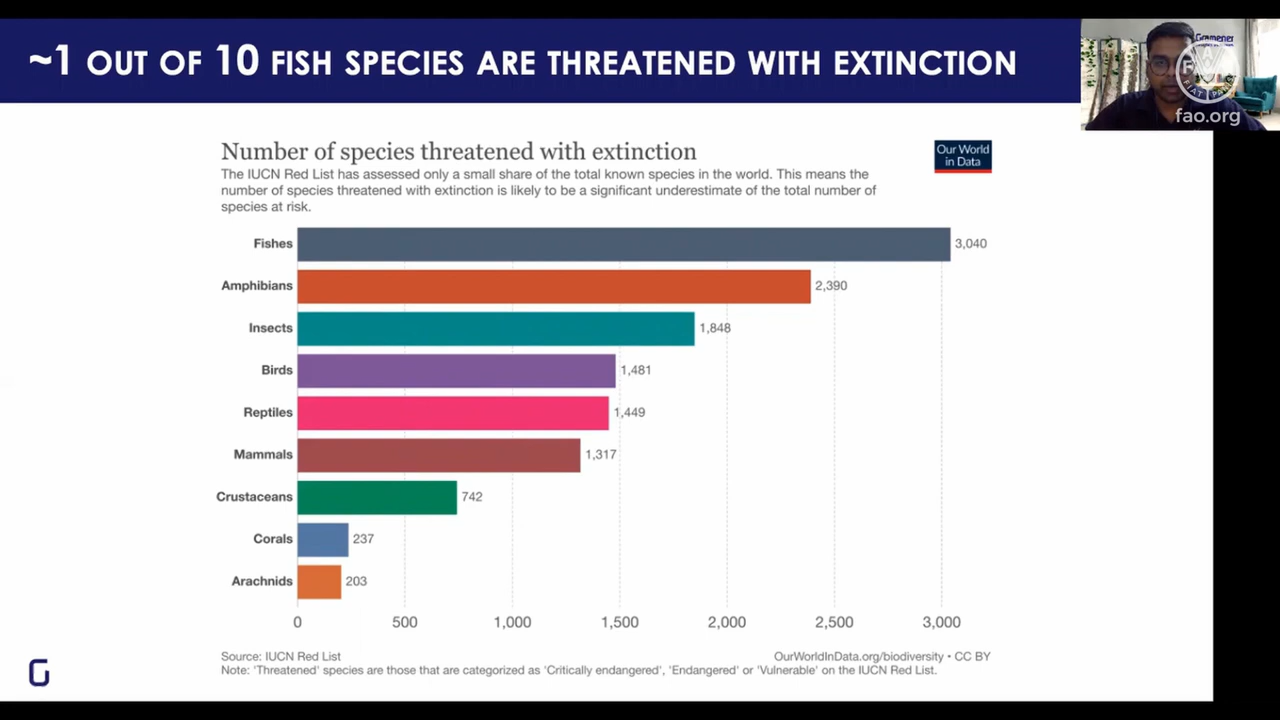 ~1 OUT OF 10 FISH SPECIES ARE THREATENED WITH EXTINCTION
Gramener
fao.org
Number of species threatened with extinction
Our World
in Data
The IUCN Red List has assessed only a small share of the total known species in the world. This means the
number of species threatened with extinction is likely to be a significant underestimate of the total number of
species at risk.
Fishes 3,040
Amphibians 2,390
Insects 1,848
Birds 1,481
Reptiles 1,449
Mammals 1,317
Crustaceans 742
Corals 237
Arachnids 203
0 500 1,000 1,500 2,000 2,500 3,000
Source: IUCN Red List OurWorldInData.org/biodiversity • CC BY
Note: 'Threatened' species are those that are categorized as 'Critically endangered', 'Endangered' or 'Vulnerable' on the IUCN Red List.